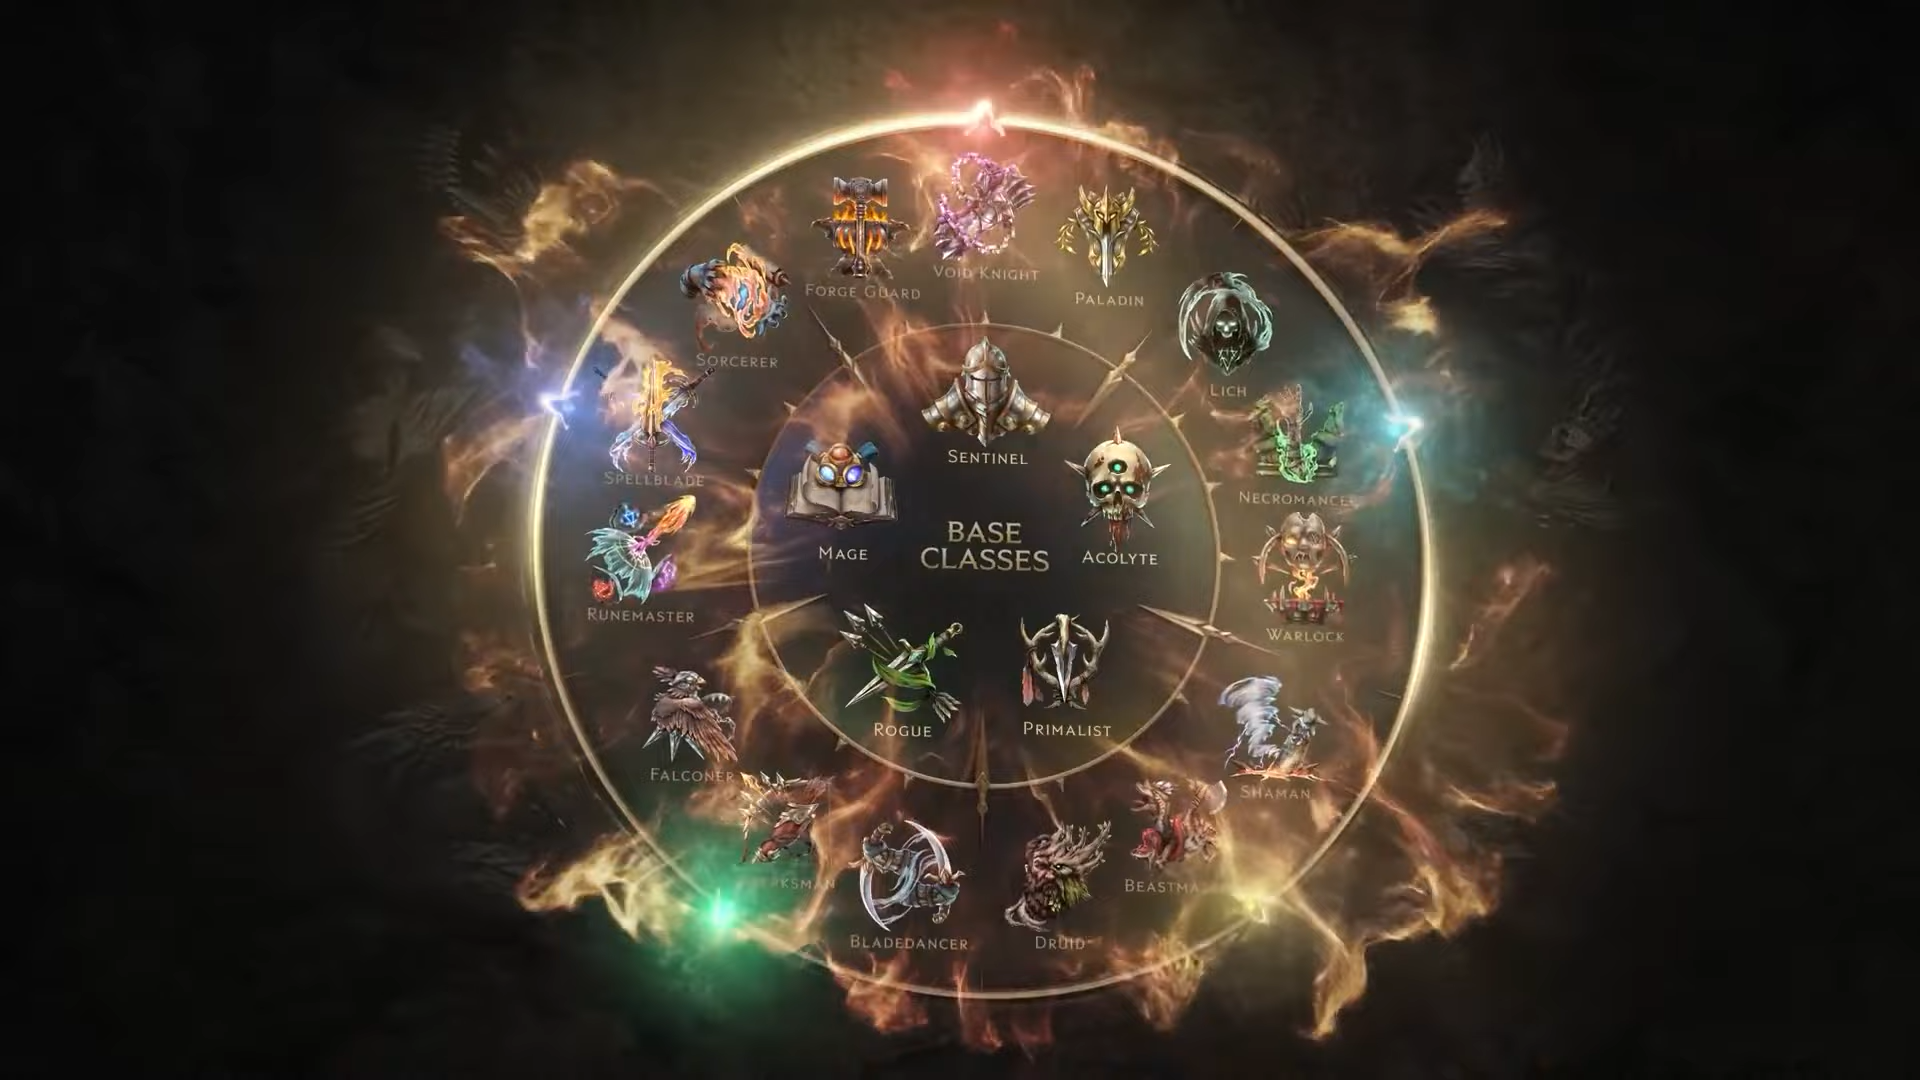 VOID KNIGHT
FORGE GUARD
PALADIN
SORCERER
LICH
SENTINEL
SPELLBLADE
NECROMANCER
BASE
CLASSES
MAGE
ACOLYTE
RUNEMASTER
WARLOCK
ROGUE
PRIMALIST
FALCONER
SHAMAN
BLADEDANCER
DRUID